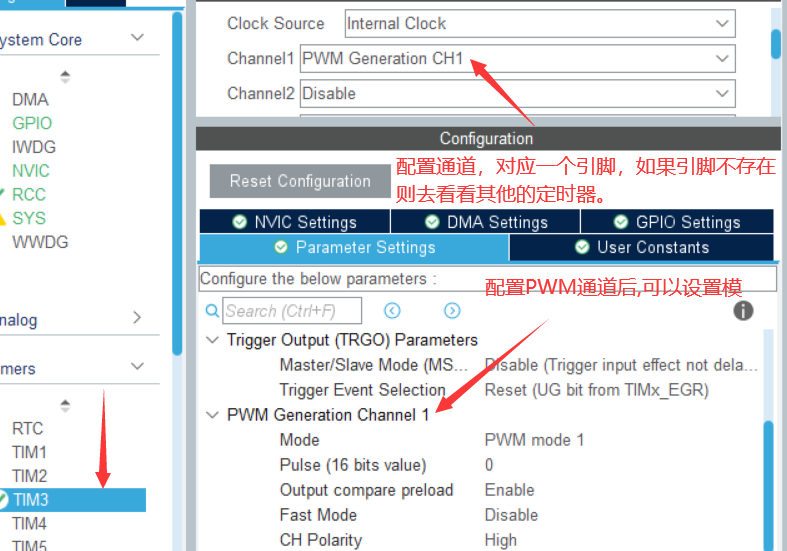 ystem Core
DMA
GPIO
IWDG
NVIC
RCC
SYS
WWDG
nalog
mers
RTC
TIM1
TIM2
TIM3
TIM4
TIM5
Clock Source Internal Clock
Channel1 PWM Generation CH1
Channel2 Disable
Configuration
Reset Configuration
配置通道，对应一个引脚，如果引脚不存在
则去看看其他的定时器。
NVIC Settings DMA Settings GPIO Settings
Parameter Settings User Constants
Configure the below parameters :
配置PWM通道后,可以设置模
Search (Ctrl+F)
Trigger Output (TRGO) Parameters
Master/Slave Mode (MS... Disable (Trigger input effect not dela...
Trigger Event Selection Reset (UG bit from TIMx_EGR)
PWM Generation Channel 1
Mode PWM mode 1
Pulse (16 bits value) 0
Output compare preload Enable
Fast Mode Disable
CH Polarity High